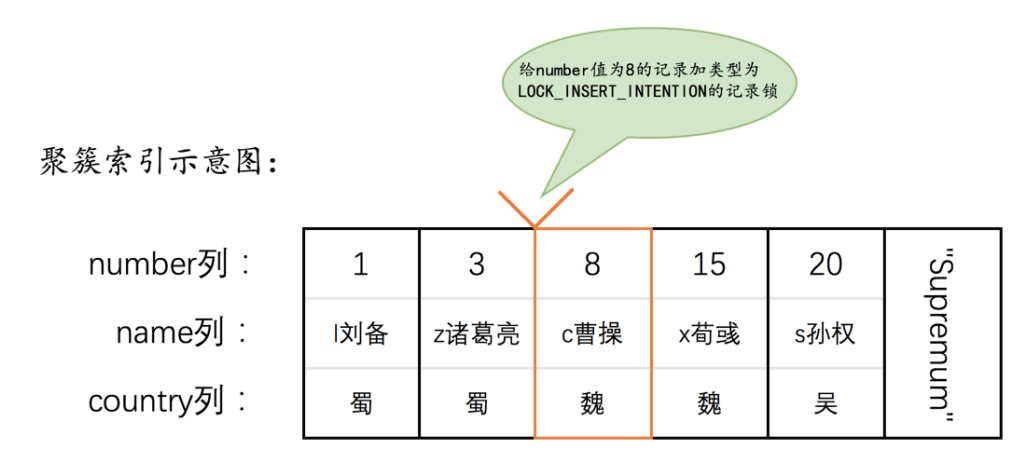 给number值为8的记录加类型为
LOCK_INSERT_INTENTION的记录锁
聚簇索引示意图：
number列： 1 3 8 15 20 "Supremum"
name列： l刘备 z诸葛亮 c曹操 x荀彧 s孙权
country列： 蜀 蜀 魏 魏 吴